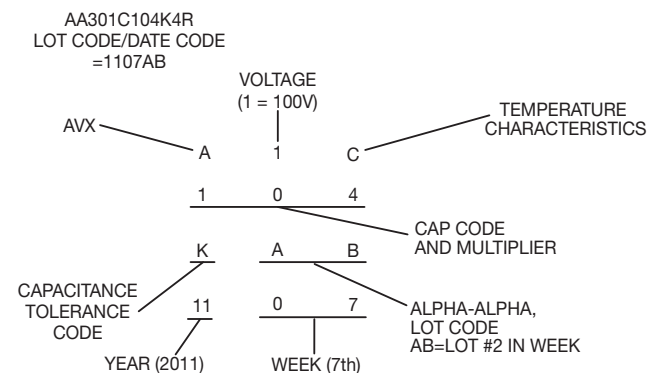 AA301C104K4R
LOT CODE/DATE CODE
=1107AB
VOLTAGE
(1 = 100V)
AVX
TEMPERATURE
CHARACTERISTICS
A 1 C
1 0 4
CAP CODE
AND MULTIPLIER
K A B
CAPACITANCE
TOLERANCE
CODE
11 0 7
ALPHA-ALPHA,
LOT CODE
AB=LOT #2 IN WEEK
YEAR (2011) WEEK (7th)